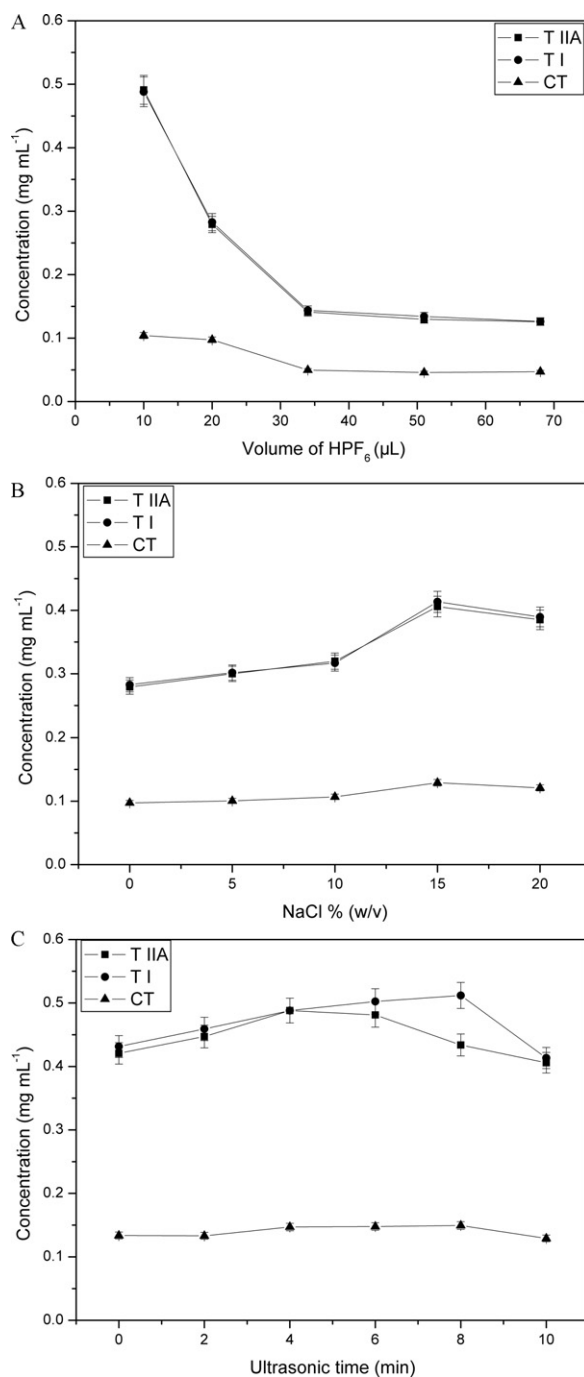 A
T IIA
T I
CT
0.6
0.5
0.4
0.3
0.2
0.1
0.0
Concentration (mg mL⁻¹)
0 10 20 30 40 50 60 70
Volume of HPF₆ (μL)
B
T IIA
T I
CT
0.6
0.5
0.4
0.3
0.2
0.1
0.0
Concentration (mg mL⁻¹)
0 5 10 15 20
NaCl % (w/v)
C
T IIA
T I
CT
0.6
0.5
0.4
0.3
0.2
0.1
0.0
Concentration (mg mL⁻¹)
0 2 4 6 8 10
Ultrasonic time (min)